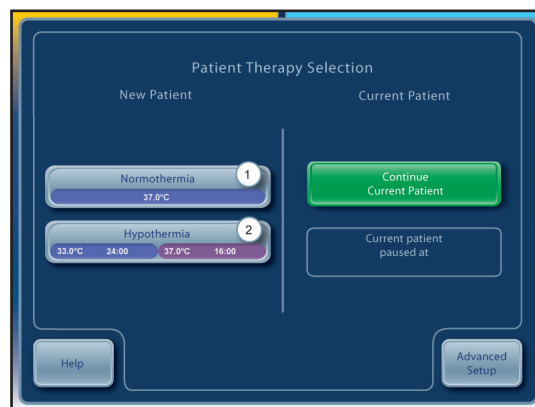 Patient Therapy Selection
New Patient
Current Patient
Normothermia
1
37.0°C
Hypothermia
2
33.0°C 24:00 37.0°C 16:00
Continue
Current Patient
Current patient
paused at
Help
Advanced
Setup